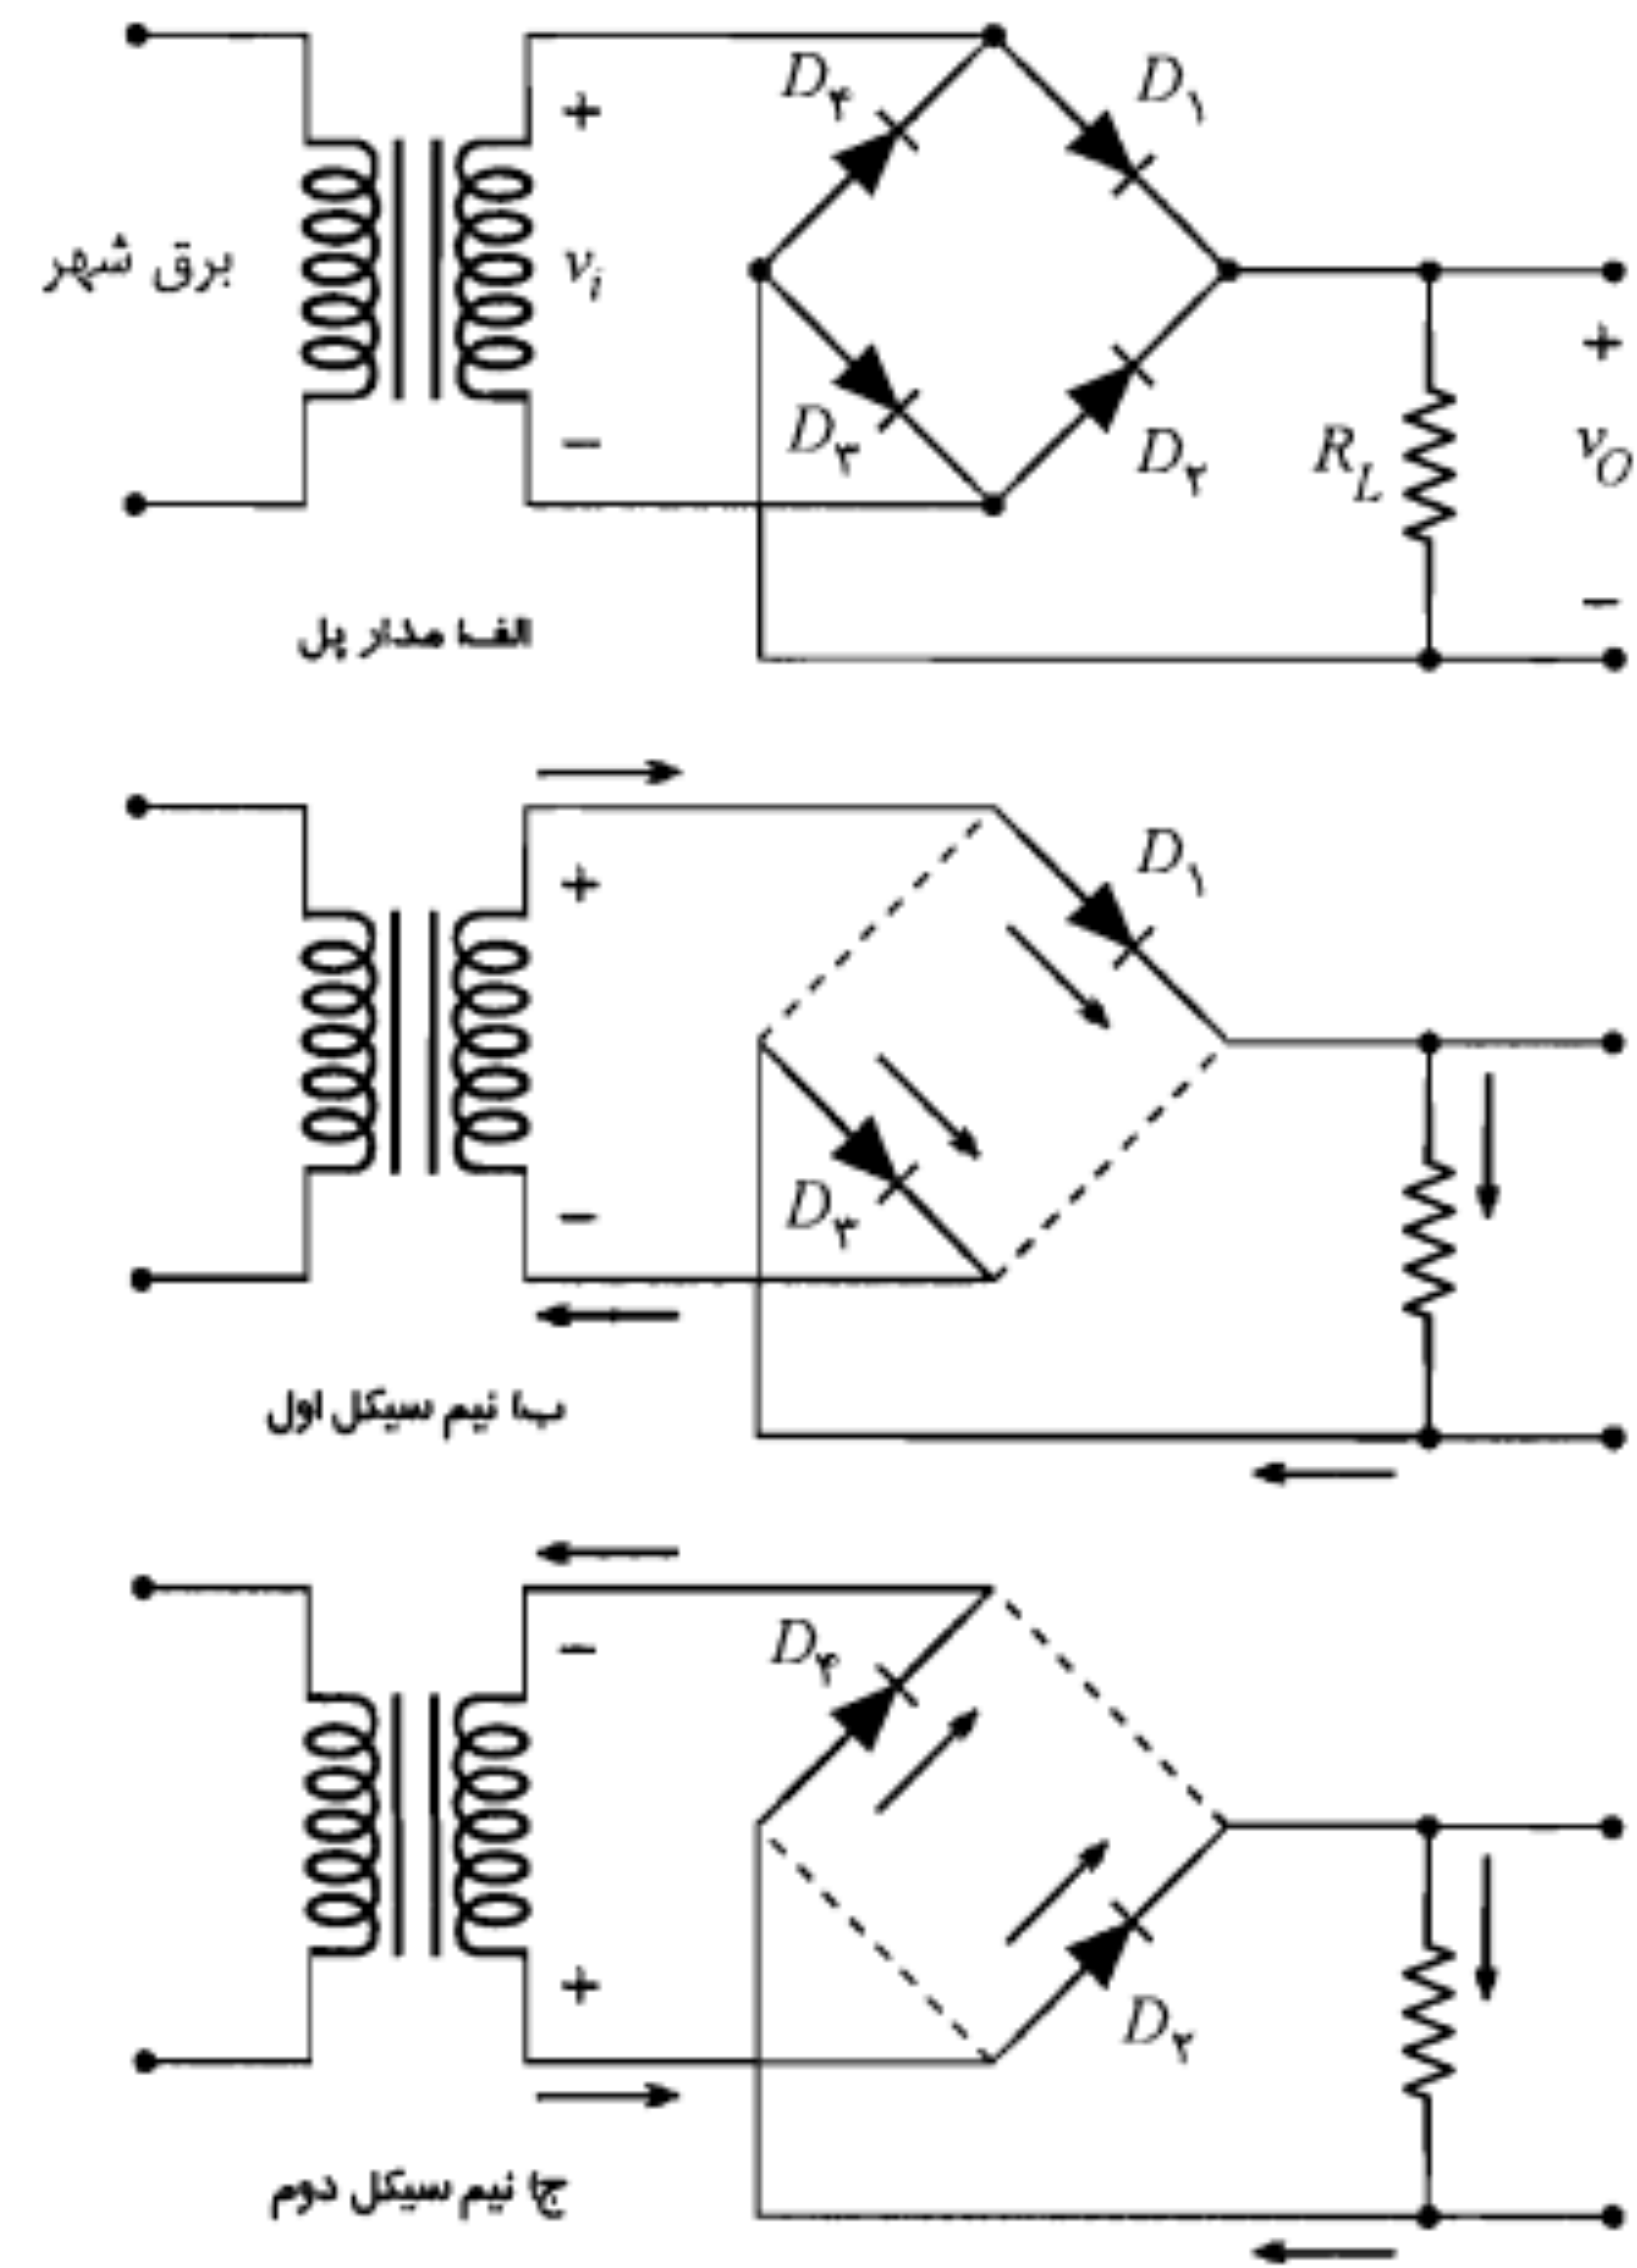 D۴ D۱
+
برق شهر
vi
+
D۳ D۲ RL vO
−
−
الف) مدار پل
D۱
+
D۳
−
ب) نیم سیکل اول
D۴
−
+
D۲
ج) نیم سیکل دوم